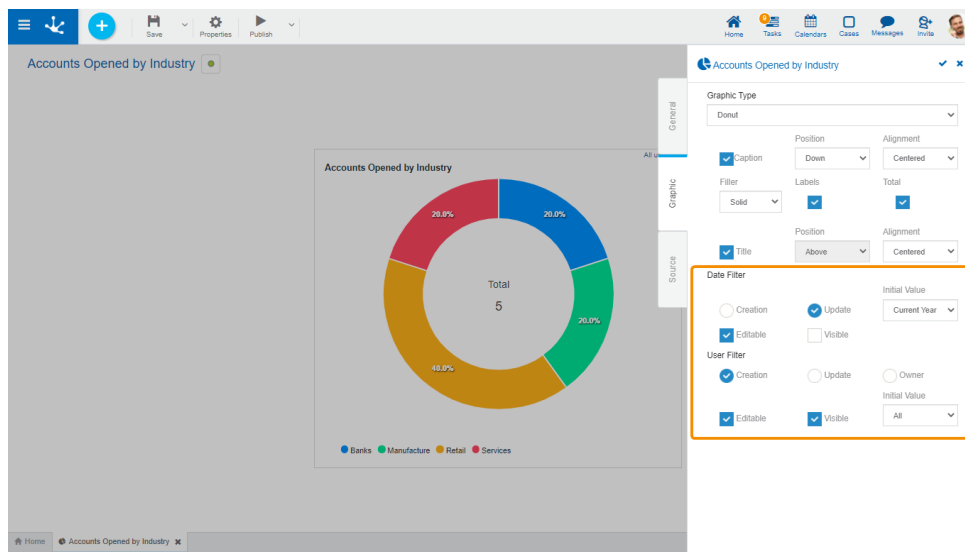 Save
Properties
Publish
Home
9
Tasks
Calendars
Cases
Messages
Invite
Accounts Opened by Industry
All
Accounts Opened by Industry
20.0%
20.0%
Total
5
20.0%
40.0%
Banks Manufacture Retail Services
General
Graphic
Source
Accounts Opened by Industry
Graphic Type
Donut
Position Alignment
Caption Down Centered
Filler Labels Total
Solid
Position Alignment
Title Above Centered
Date Filter
Initial Value
Creation Update Current Year
Editable Visible
User Filter
Creation Update Owner
Initial Value
Editable Visible All
Home Accounts Opened by Industry